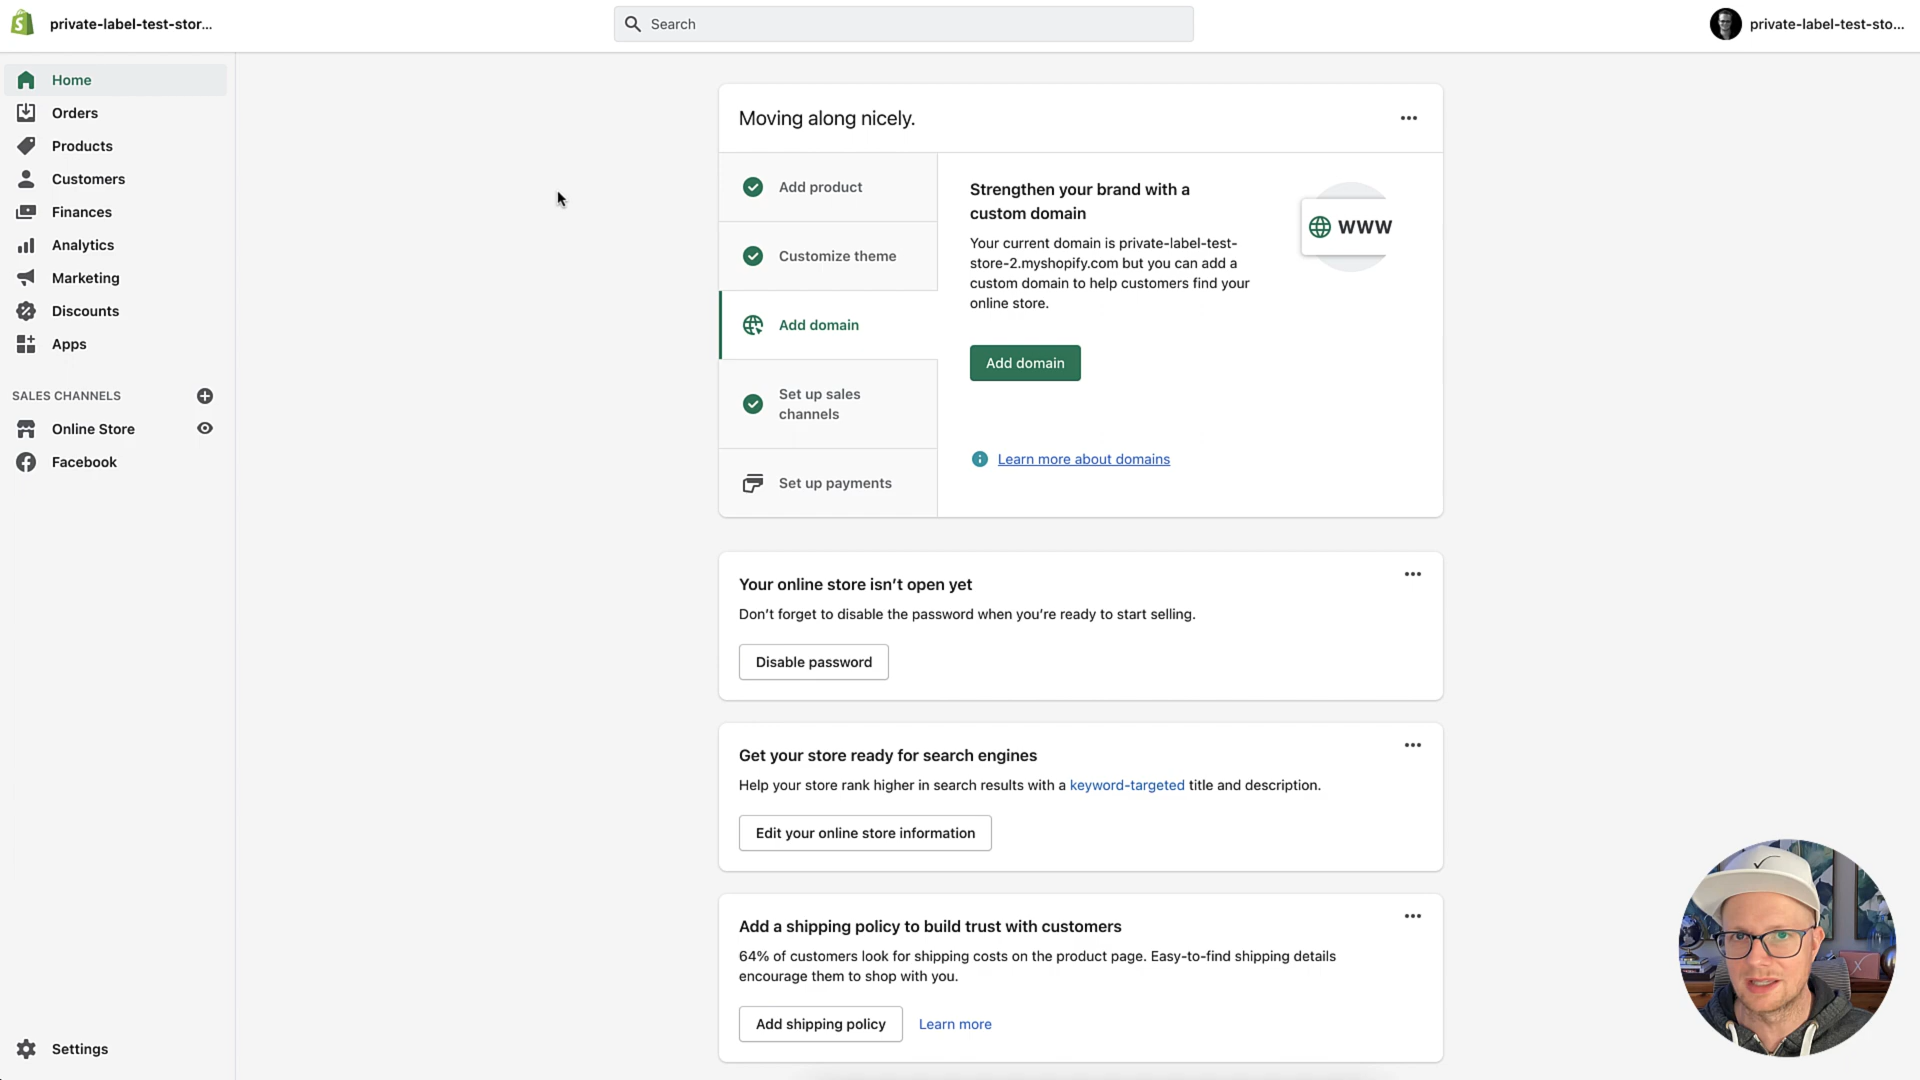 private-label-test-stor...
Search
private-label-test-sto...
Home
Orders
Products
Customers
Finances
Analytics
Marketing
Discounts
Apps
SALES CHANNELS
Online Store
Facebook
Settings
Moving along nicely.
Add product
Customize theme
Add domain
Set up sales
channels
Set up payments
Strengthen your brand with a
custom domain
Your current domain is private-label-test-
store-2.myshopify.com but you can add a
custom domain to help customers find your
online store.
Add domain
Learn more about domains
WWW
Your online store isn’t open yet
Don’t forget to disable the password when you’re ready to start selling.
Disable password
Get your store ready for search engines
Help your store rank higher in search results with a keyword-targeted title and description.
Edit your online store information
Add a shipping policy to build trust with customers
64% of customers look for shipping costs on the product page. Easy-to-find shipping details
encourage them to shop with you.
Add shipping policy
Learn more